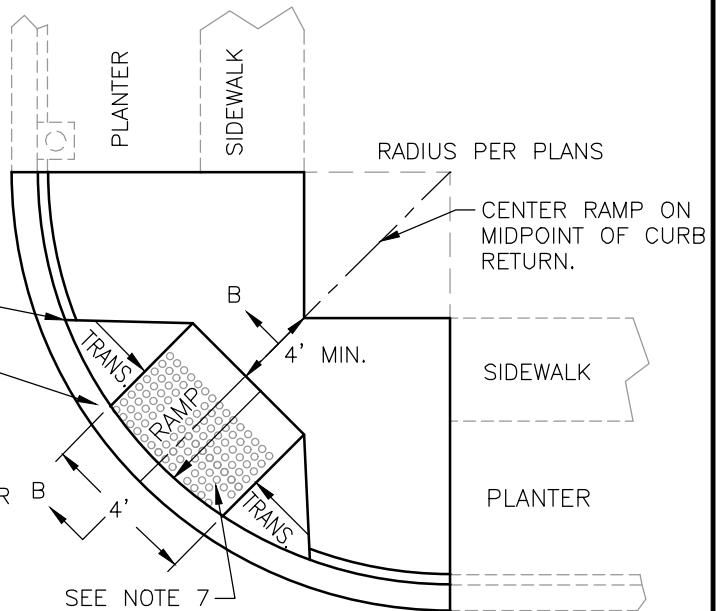 PLANTER
SIDEWALK
RADIUS PER PLANS
CENTER RAMP ON
MIDPOINT OF CURB
RETURN.
B
4' MIN.
TRANS.
SIDEWALK
RAMP
PLANTER
R
B
4'
TRANS.
SEE NOTE 7